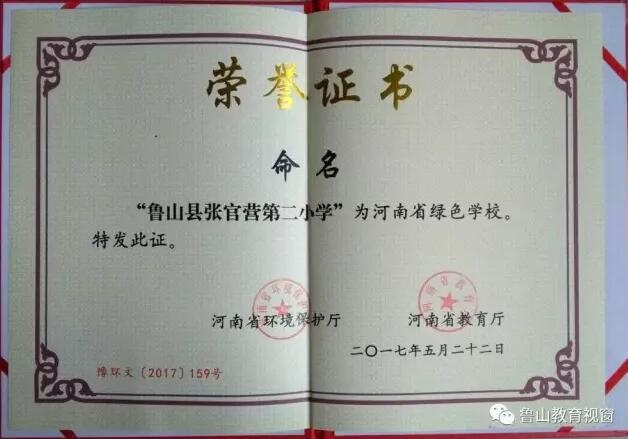 荣誉证书
命名
“鲁山县张官营第二小学”为河南省绿色学校。
特发此证。
河南省环境保护厅 河南省教育厅
二〇一七年五月二十二日
豫环文〔2017〕159号
鲁山教育视窗